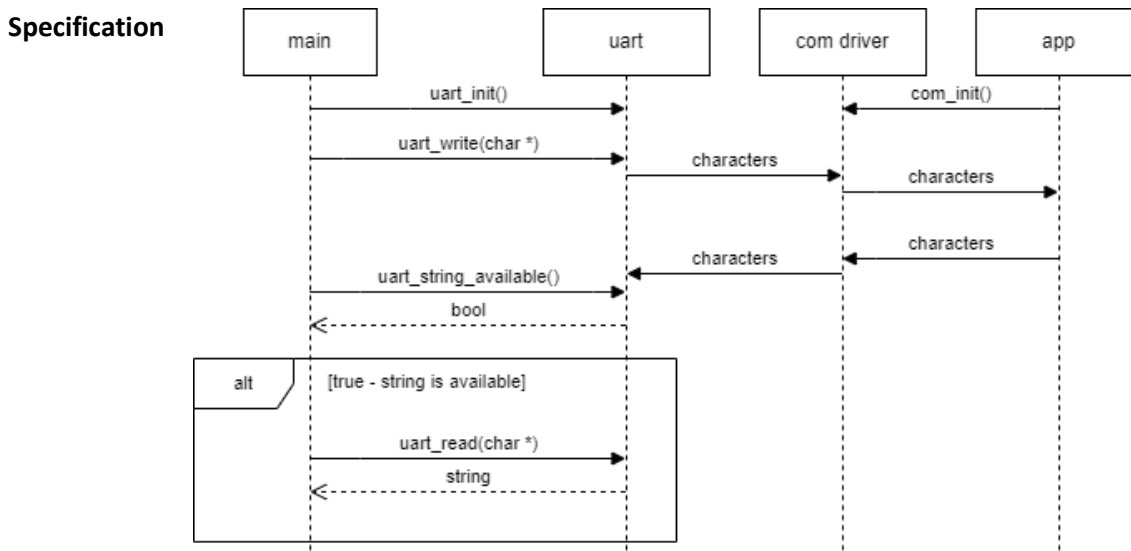 Specification
main
uart
com driver
app
uart_init()
com_init()
uart_write(char *)
characters
characters
characters
characters
uart_string_available()
bool
alt
[true - string is available]
uart_read(char *)
string